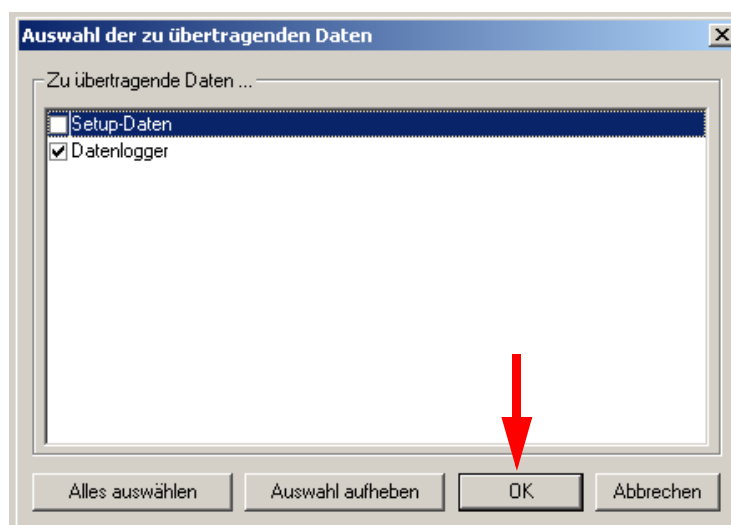 Auswahl der zu übertragenden Daten
Zu übertragende Daten ...
Setup-Daten
Datenlogger
Alles auswählen
Auswahl aufheben
OK
Abbrechen